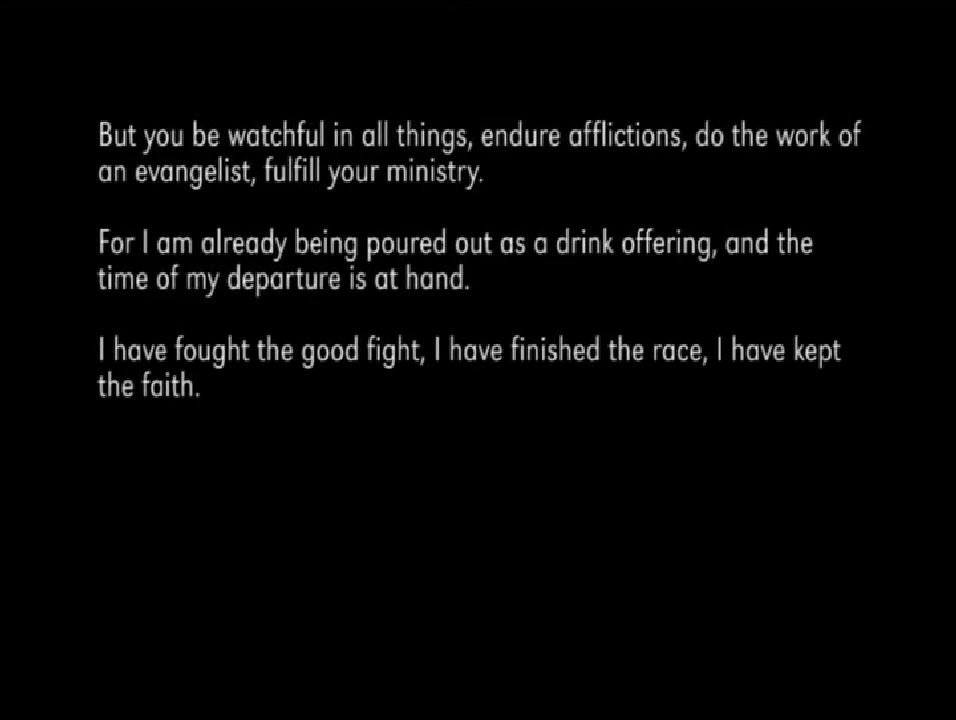 But you be watchful in all things, endure afflictions, do the work of
an evangelist, fulfill your ministry.
For I am already being poured out as a drink offering, and the
time of my departure is at hand.
I have fought the good fight, I have finished the race, I have kept
the faith.